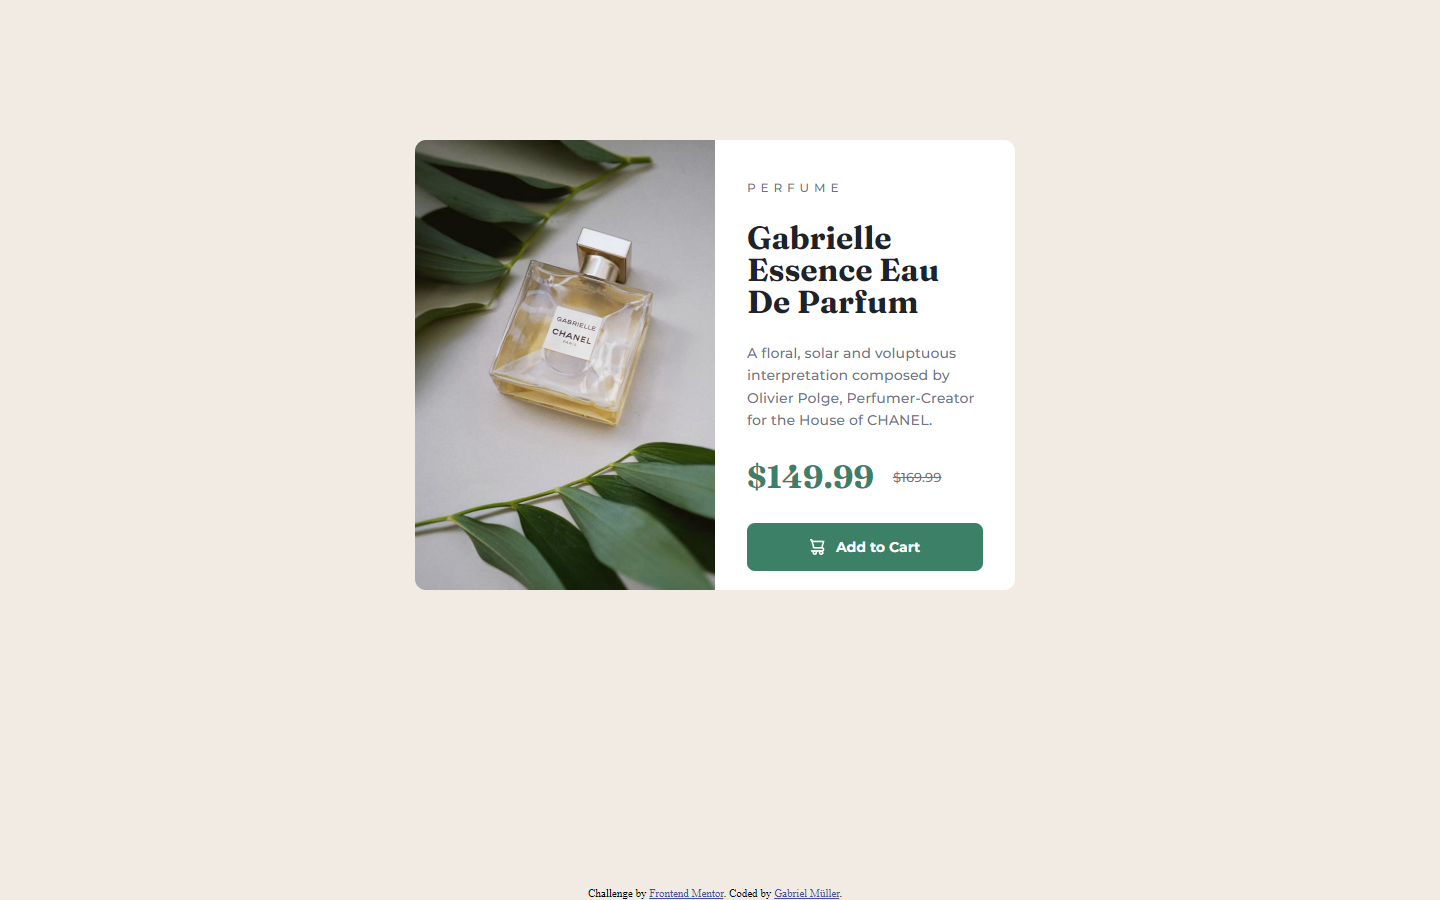 GABRIELLE
CHANEL
PARIS
PERFUME
Gabrielle
Essence Eau
De Parfum
A floral, solar and voluptuous
interpretation composed by
Olivier Polge, Perfumer-Creator
for the House of CHANEL.
$149.99 $169.99
Add to Cart
Challenge by Frontend Mentor. Coded by Gabriel Müller.